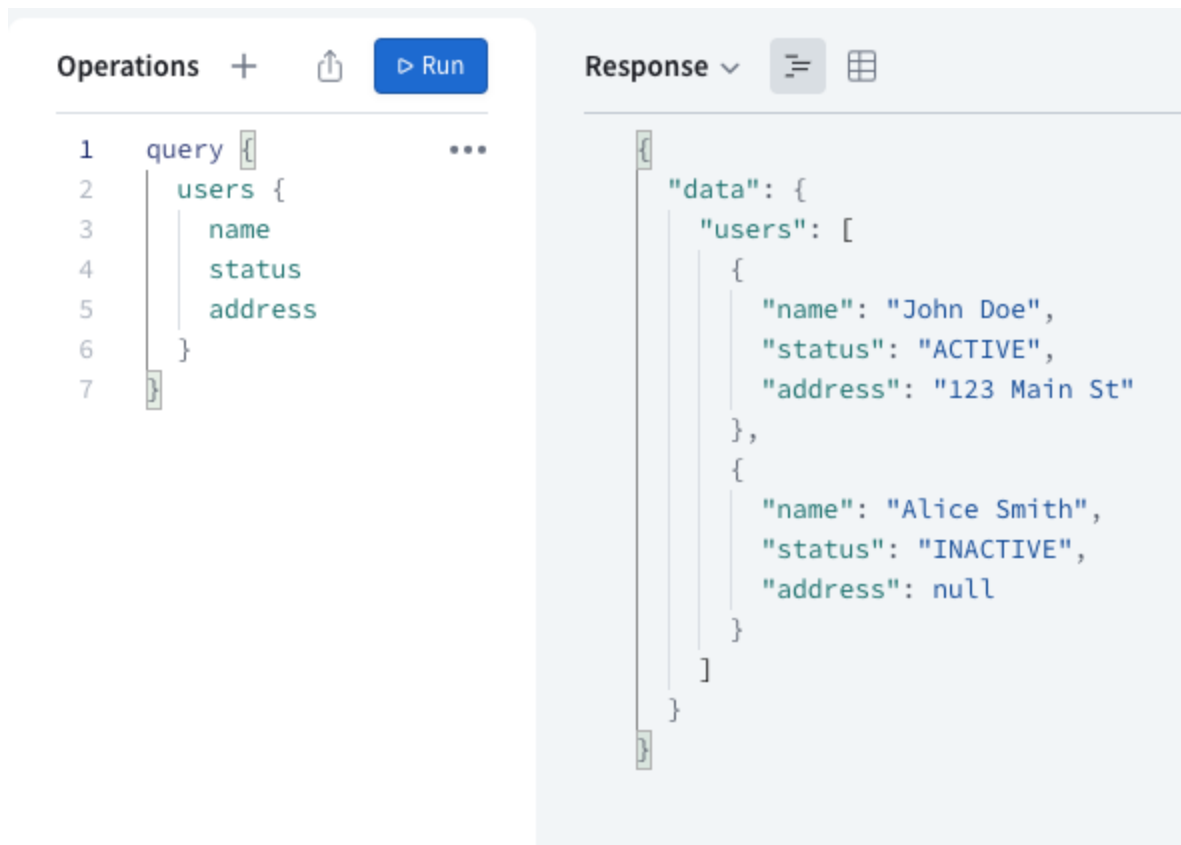 Operations
Run
1 query {
2 users {
3 name
4 status
5 address
6 }
7 }
Response
{
"data": {
"users": [
{
"name": "John Doe",
"status": "ACTIVE",
"address": "123 Main St"
},
{
"name": "Alice Smith",
"status": "INACTIVE",
"address": null
}
]
}
}